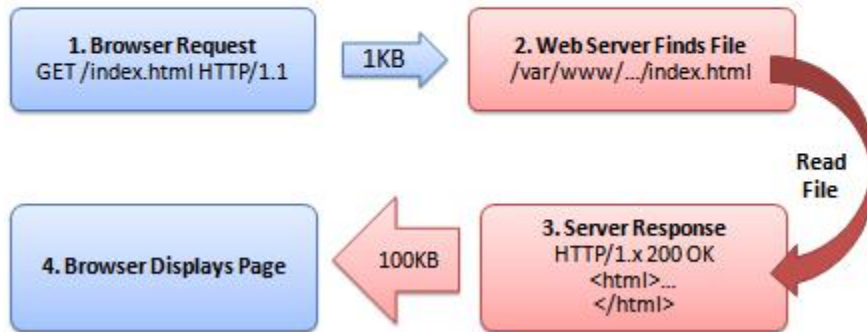 1. Browser Request
GET /index.html HTTP/1.1
1KB
2. Web Server Finds File
/var/www/.../index.html
Read
File
3. Server Response
HTTP/1.x 200 OK
<html>...
</html>
100KB
4. Browser Displays Page